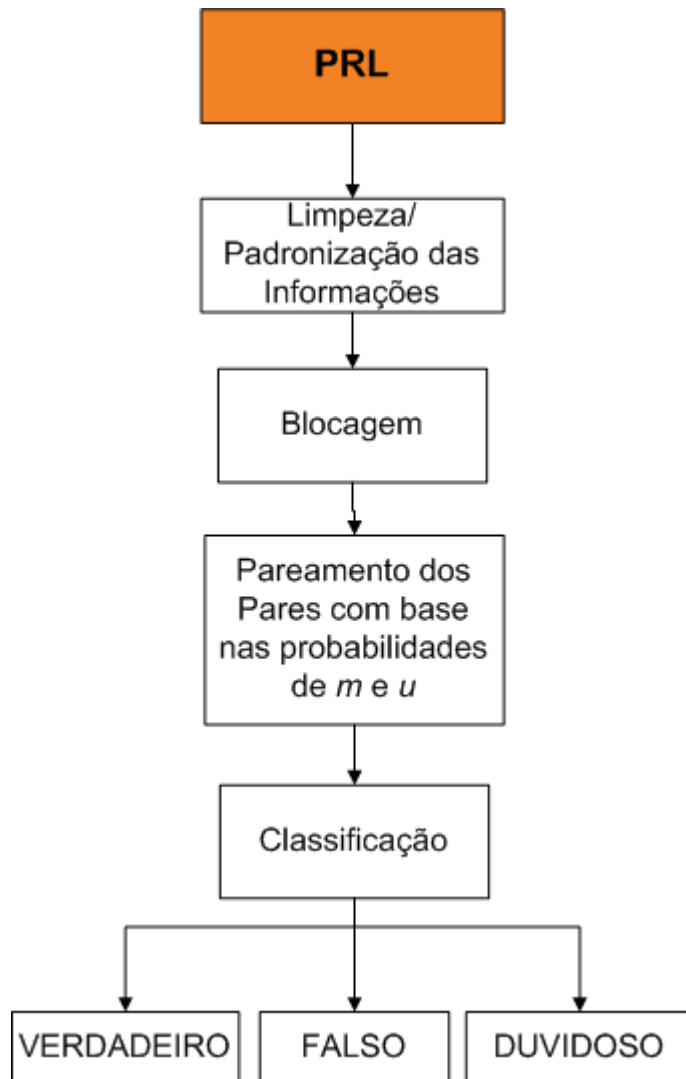 PRL
Limpeza/
Padronização das
Informações
Blocagem
Pareamento dos
Pares com base
nas probabilidades
de m e u
Classificação
VERDADEIRO
FALSO
DUVIDOSO